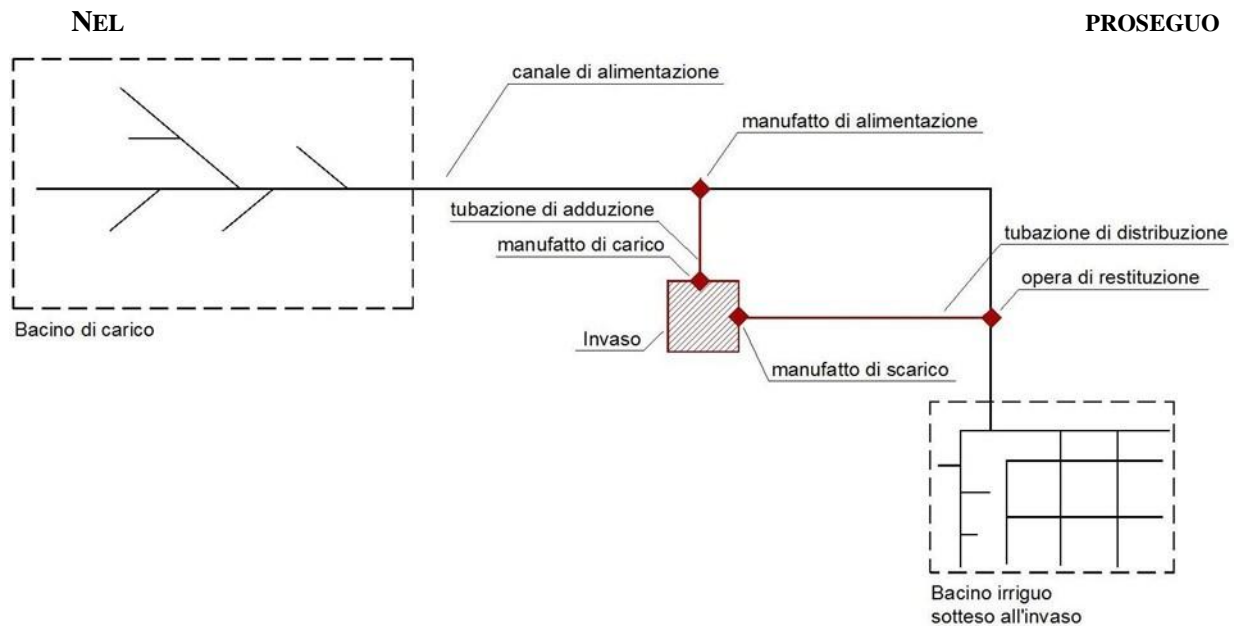 NEL PROSEGUO
canale di alimentazione
manufatto di alimentazione
tubazione di adduzione
tubazione di distribuzione
manufatto di carico
opera di restituzione
Bacino di carico
Invaso
manufatto di scarico
Bacino irriguo
sotteso all'invaso